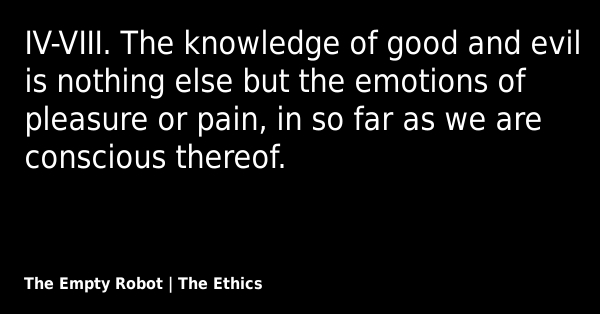 IV-VIII. The knowledge of good and evil
is nothing else but the emotions of
pleasure or pain, in so far as we are
conscious thereof.
The Empty Robot | The Ethics